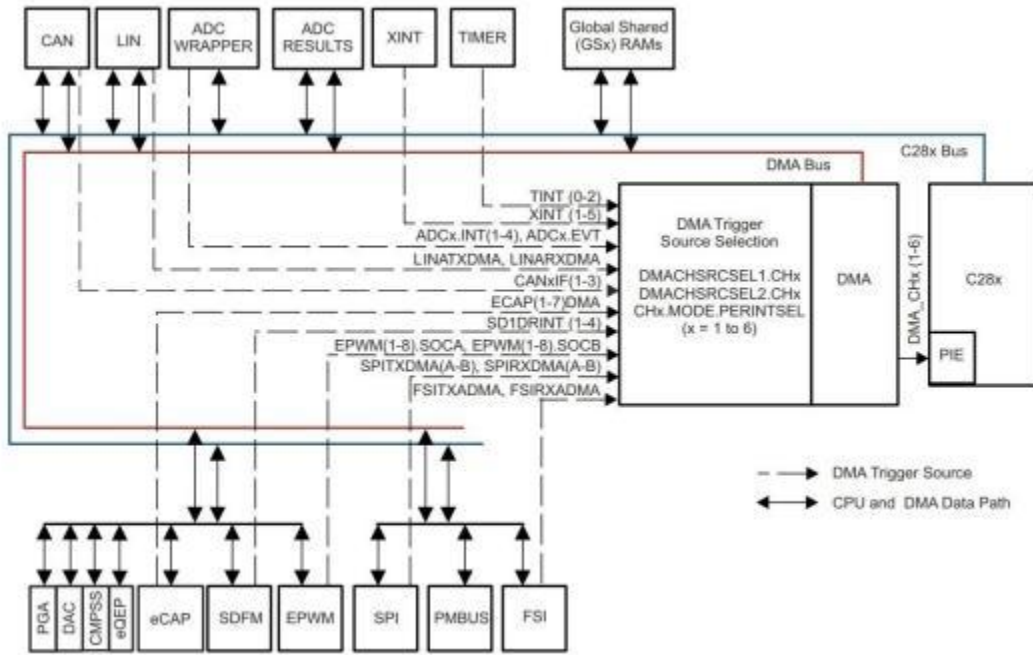 CAN
LIN
ADC
WRAPPER
ADC
RESULTS
XINT
TIMER
Global Shared
(GSx) RAMs
C28x Bus
DMA Bus
TINT (0-2)
XINT (1-5)
ADCx.INT(1-4), ADCx.EVT
LINATXDMA, LINARXDMA
CANxIF(1-3)
ECAP(1-7)DMA
SD1DRINT (1-4)
EPWM(1-8).SOCA, EPWM(1-8).SOCB
SPITXDMA(A-B), SPIRXDMA(A-B)
FSITXADMA, FSIRXADMA
DMA Trigger
Source Selection
DMACHSRCSEL1.CHx
DMACHSRCSEL2.CHx
CHx.MODE.PERINTSEL
(x = 1 to 6)
DMA
DMA_CHx (1-6)
C28x
PIE
DMA Trigger Source
CPU and DMA Data Path
PGA
DAC
CMPSS
eQEP
eCAP
SDFM
EPWM
SPI
PMBUS
FSI